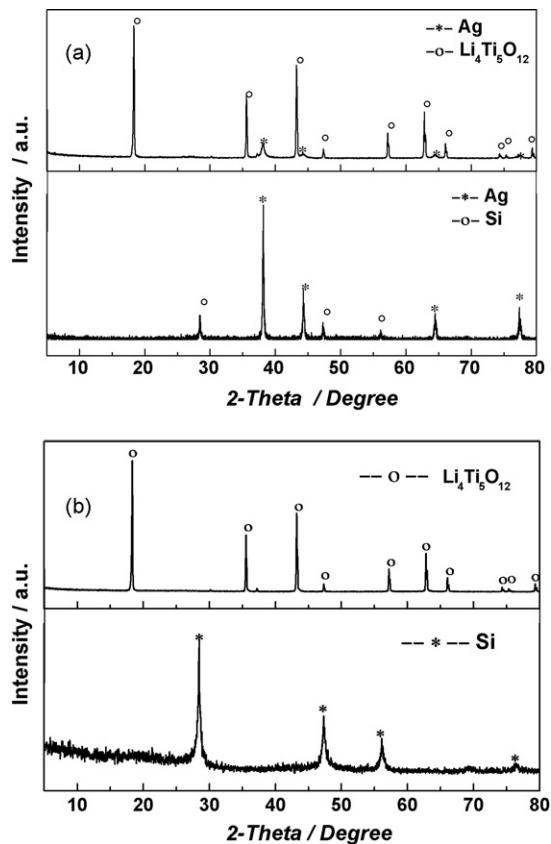 (a)
–*– Ag
–o– Li₄Ti₅O₁₂
–*– Ag
–o– Si
Intensity / a.u.
10 20 30 40 50 60 70 80
2-Theta / Degree
(b)
–– o –– Li₄Ti₅O₁₂
–– * –– Si
Intensity / a.u.
10 20 30 40 50 60 70 80
2-Theta / Degree